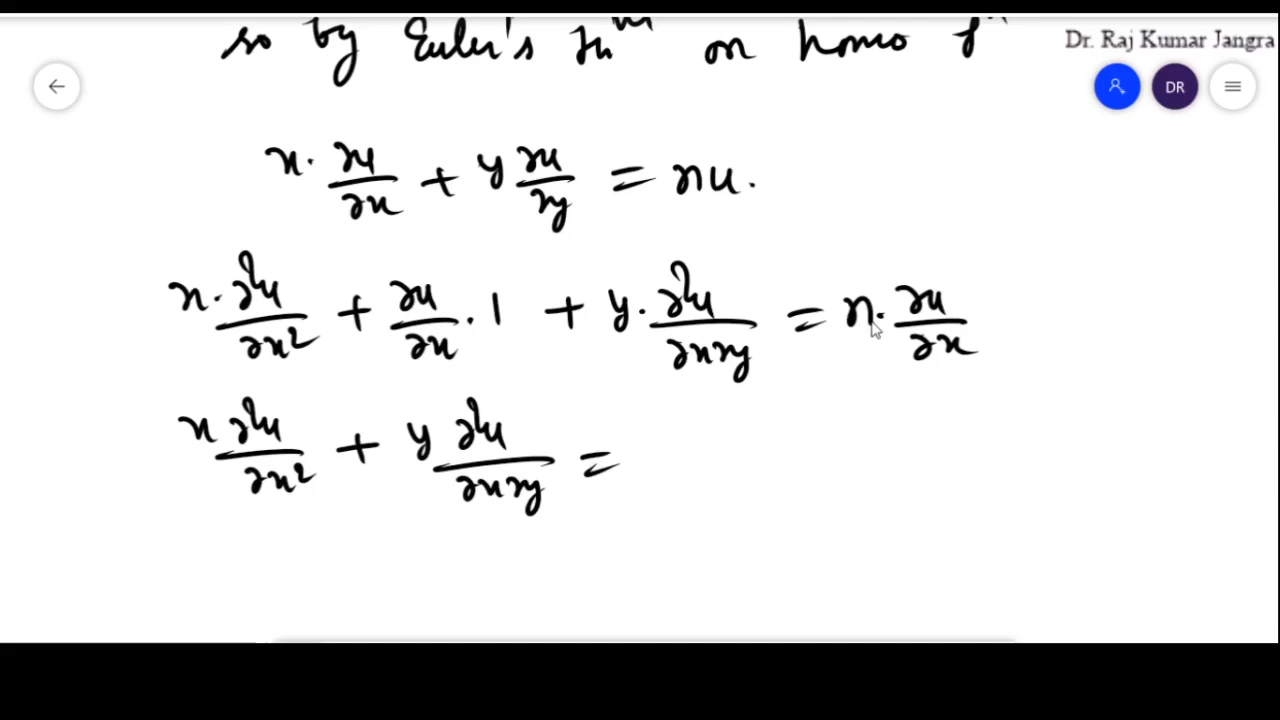 so by Euler's Thm on homo fn
Dr. Raj Kumar Jangra
DR
x · ∂u/∂x + y ∂u/∂y = nu.
x · ∂²u/∂x² + ∂u/∂x · 1 + y · ∂²u/∂x∂y = n · ∂u/∂x
x ∂²u/∂x² + y ∂²u/∂x∂y =